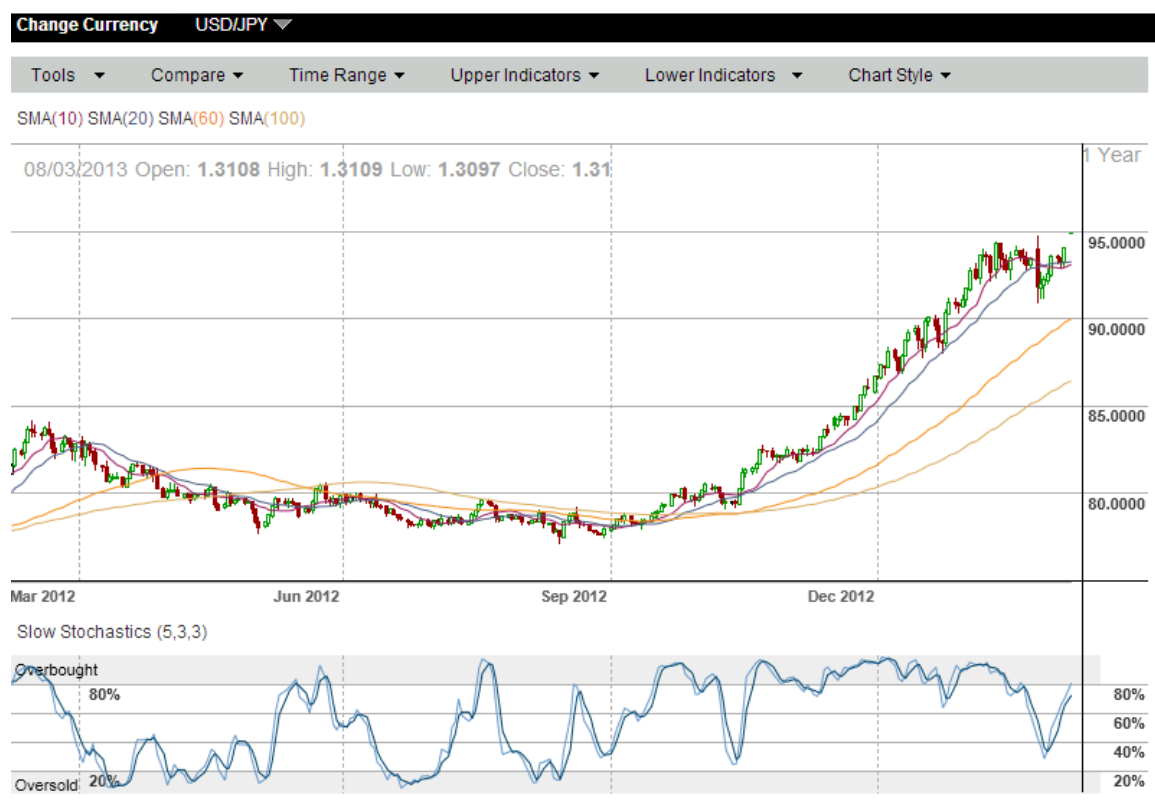 Change Currency USD/JPY
Tools Compare Time Range Upper Indicators Lower Indicators Chart Style
SMA(10) SMA(20) SMA(60) SMA(100)
08/03/2013 Open: 1.3108 High: 1.3109 Low: 1.3097 Close: 1.31
1 Year
95.0000
90.0000
85.0000
80.0000
Mar 2012 Jun 2012 Sep 2012 Dec 2012
Slow Stochastics (5,3,3)
Overbought
80% 80%
60%
40%
Oversold 20% 20%